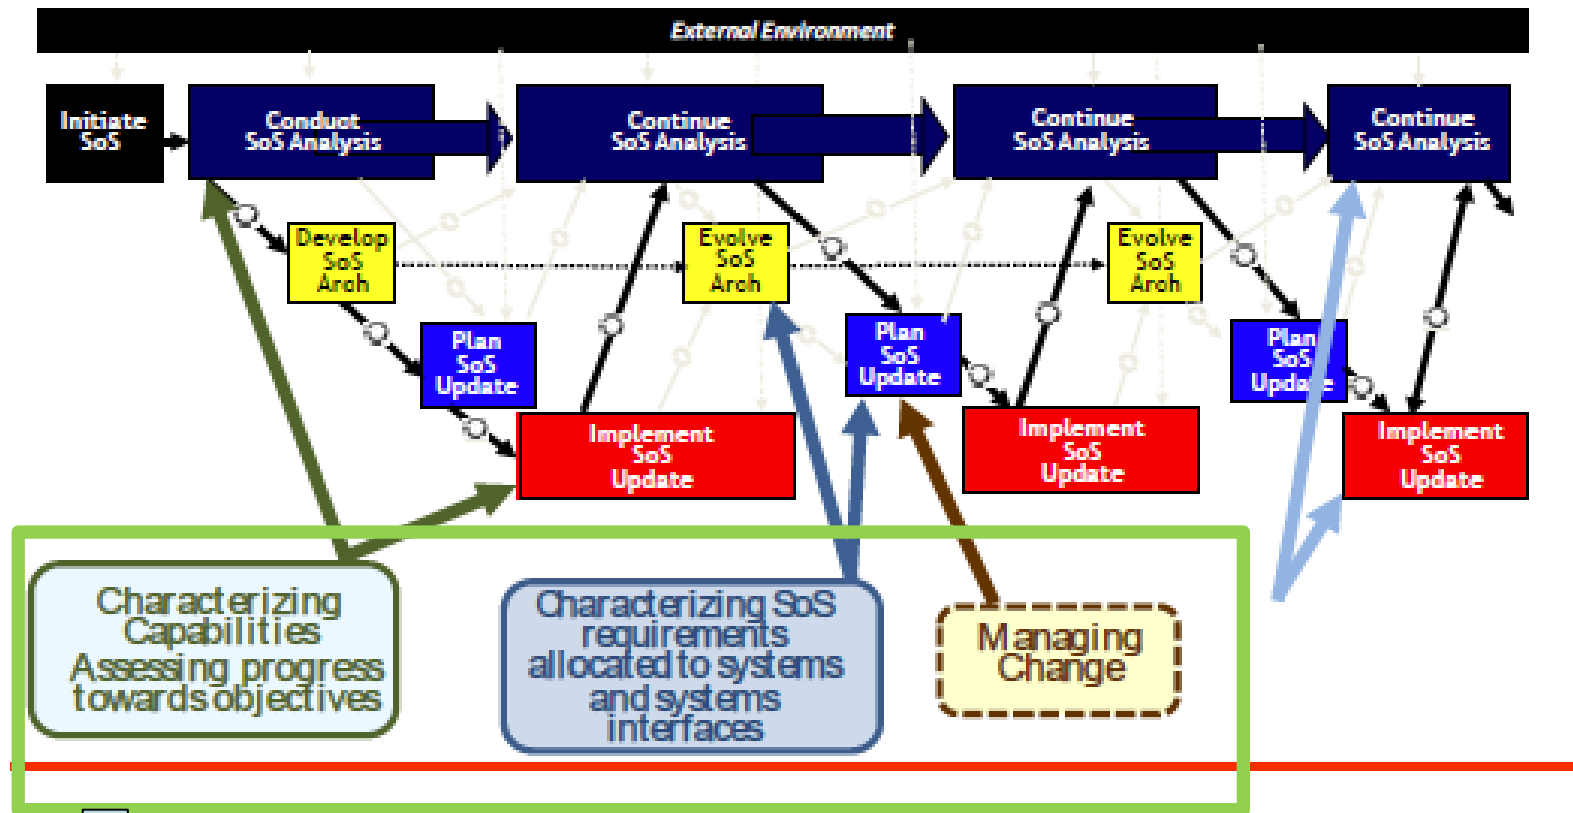 External Environment
Initiate
SoS
Conduct
SoS Analysis
Continue
SoS Analysis
Continue
SoS Analysis
Continue
SoS Analysis
Develop
SoS
Arch
Evolve
SoS
Arch
Evolve
SoS
Arch
Plan
SoS
Update
Plan
SoS
Update
Plan
SoS
Update
Implement
SoS
Update
Implement
SoS
Update
Implement
SoS
Update
Characterizing
Capabilities
Assessing progress
towards objectives
Characterizing SoS
requirements
allocated to systems
and systems
interfaces
Managing
Change